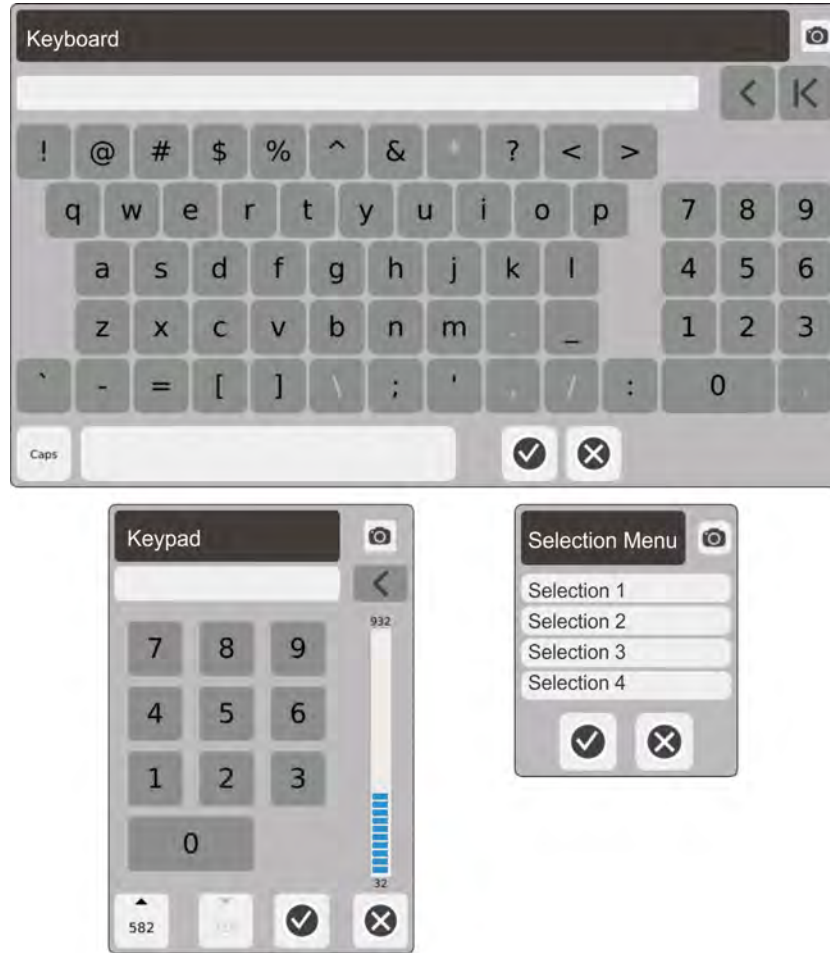 Keyboard
! @ # $ % ^ & * ? < >
q w e r t y u i o p 7 8 9
a s d f g h j k l 4 5 6
z x c v b n m . _ 1 2 3
` - = [ ] \ ; ' , / : 0 .
Caps
Keypad
932
7 8 9
4 5 6
1 2 3
0
32
582
Selection Menu
Selection 1
Selection 2
Selection 3
Selection 4